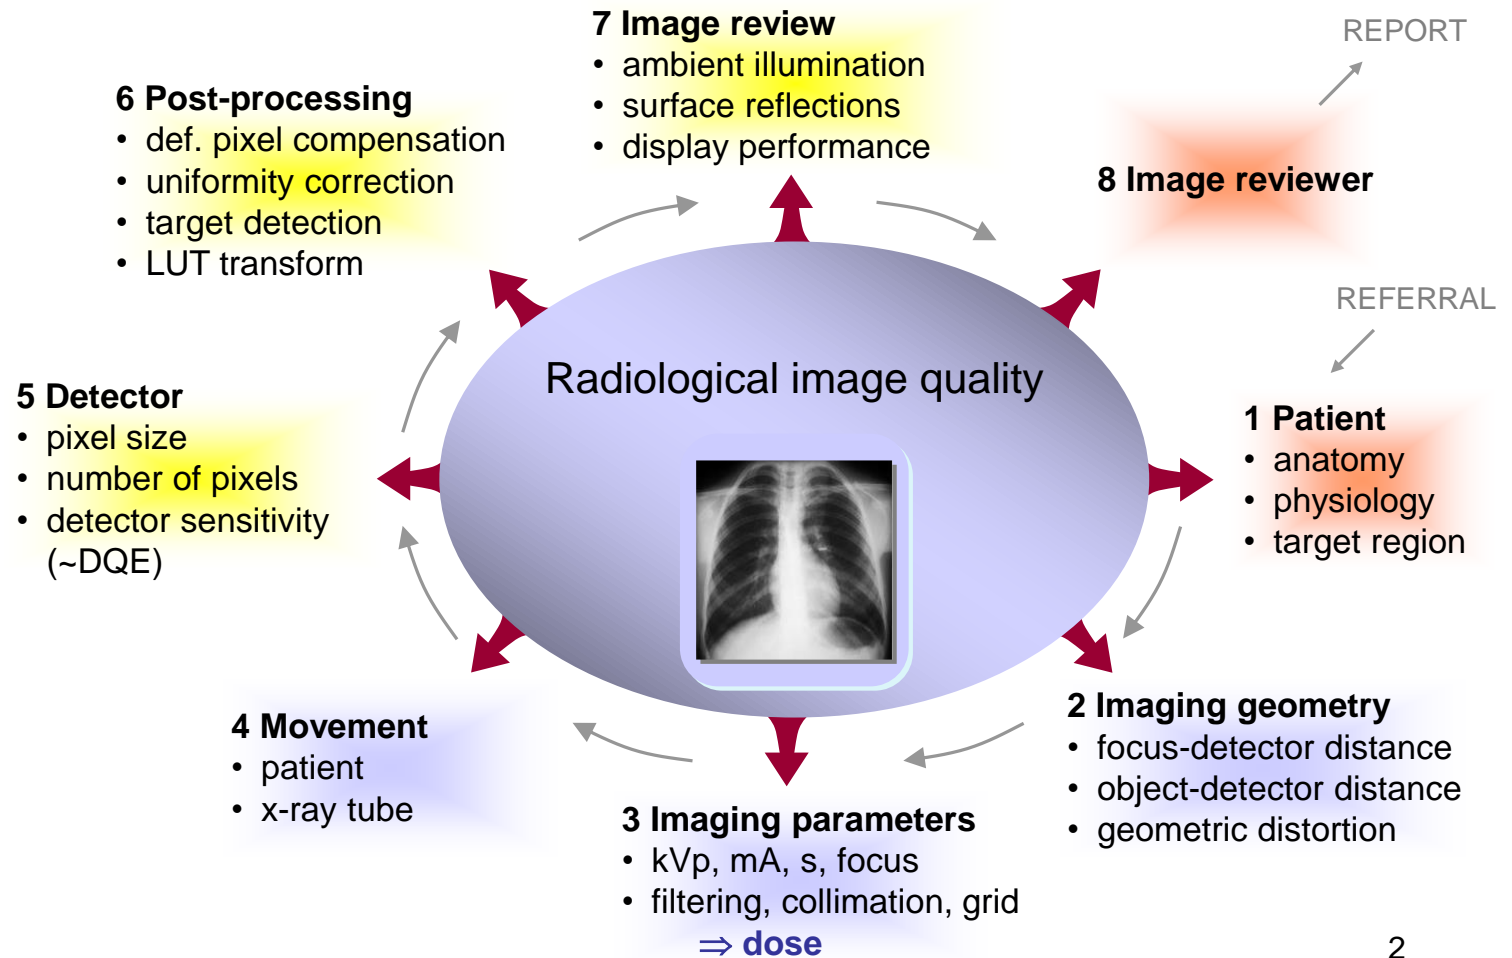 7 Image review
• ambient illumination
• surface reflections
• display performance
REPORT
6 Post-processing
• def. pixel compensation
• uniformity correction
• target detection
• LUT transform
8 Image reviewer
REFERRAL
Radiological image quality
5 Detector
• pixel size
• number of pixels
• detector sensitivity
(~DQE)
1 Patient
• anatomy
• physiology
• target region
4 Movement
• patient
• x-ray tube
2 Imaging geometry
• focus-detector distance
• object-detector distance
• geometric distortion
3 Imaging parameters
• kVp, mA, s, focus
• filtering, collimation, grid
⇒ dose
2